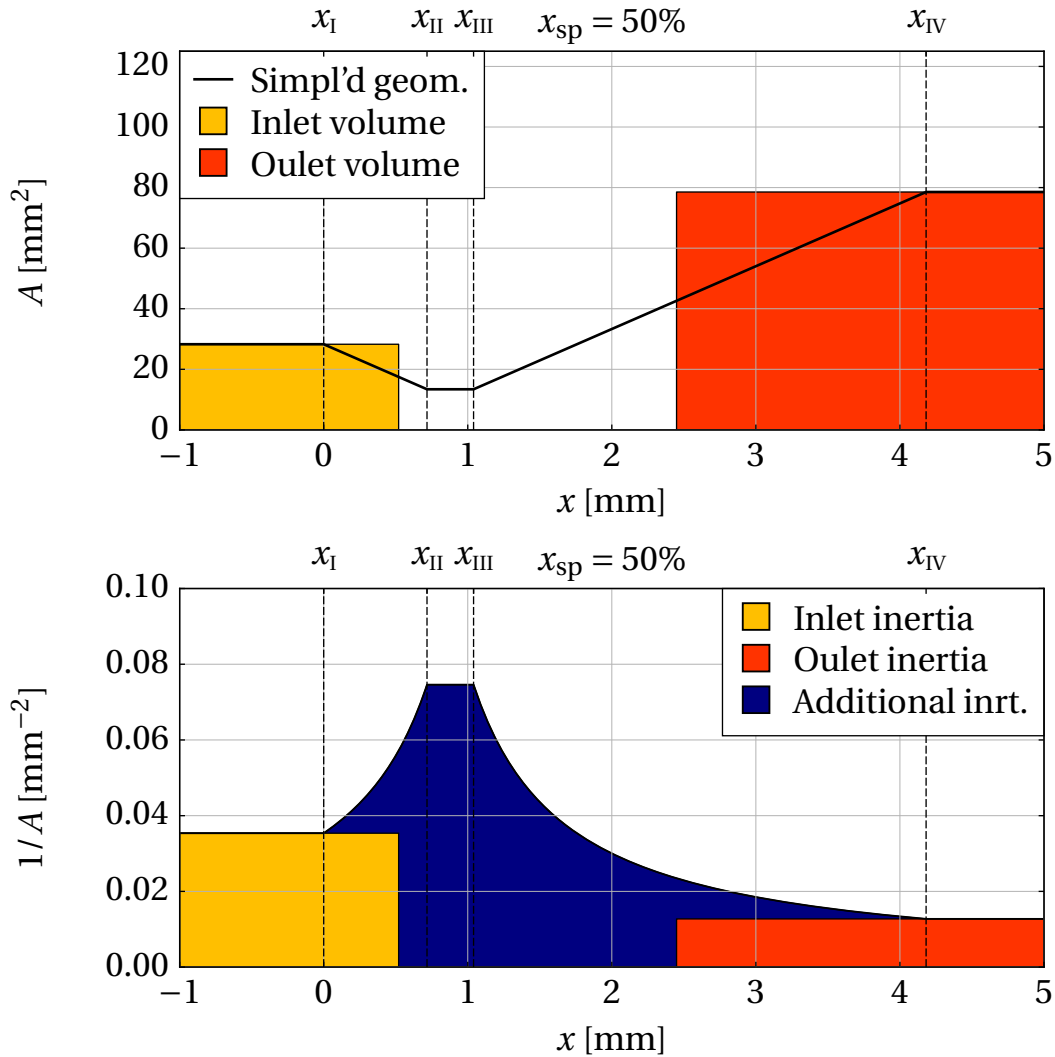 x_I x_II x_III x_sp = 50% x_IV
120
100
80
60
40
20
0
A [mm²]
Simpl'd geom.
Inlet volume
Oulet volume
−1 0 1 2 3 4 5
x [mm]
x_I x_II x_III x_sp = 50% x_IV
0.10
0.08
0.06
0.04
0.02
0.00
1/A [mm⁻²]
Inlet inertia
Oulet inertia
Additional inrt.
−1 0 1 2 3 4 5
x [mm]